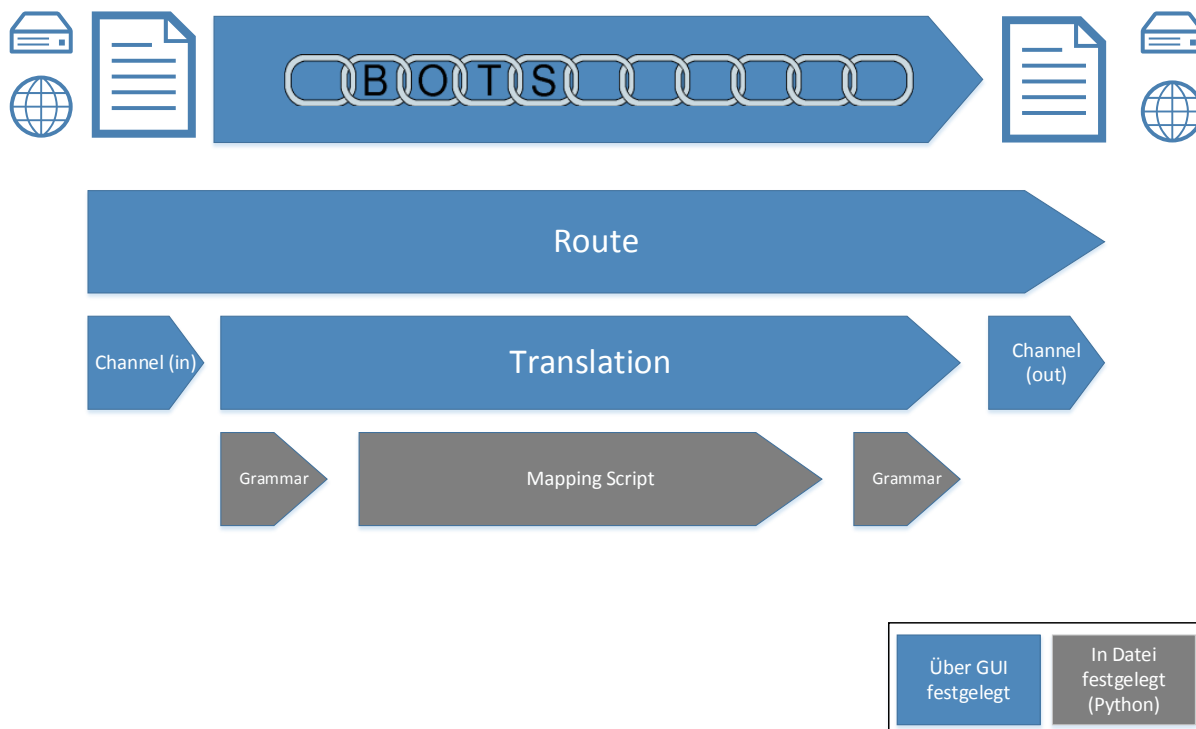 BOTS
Route
Channel (in)
Translation
Channel
(out)
Grammar
Mapping Script
Grammar
Über GUI
festgelegt
In Datei
festgelegt
(Python)